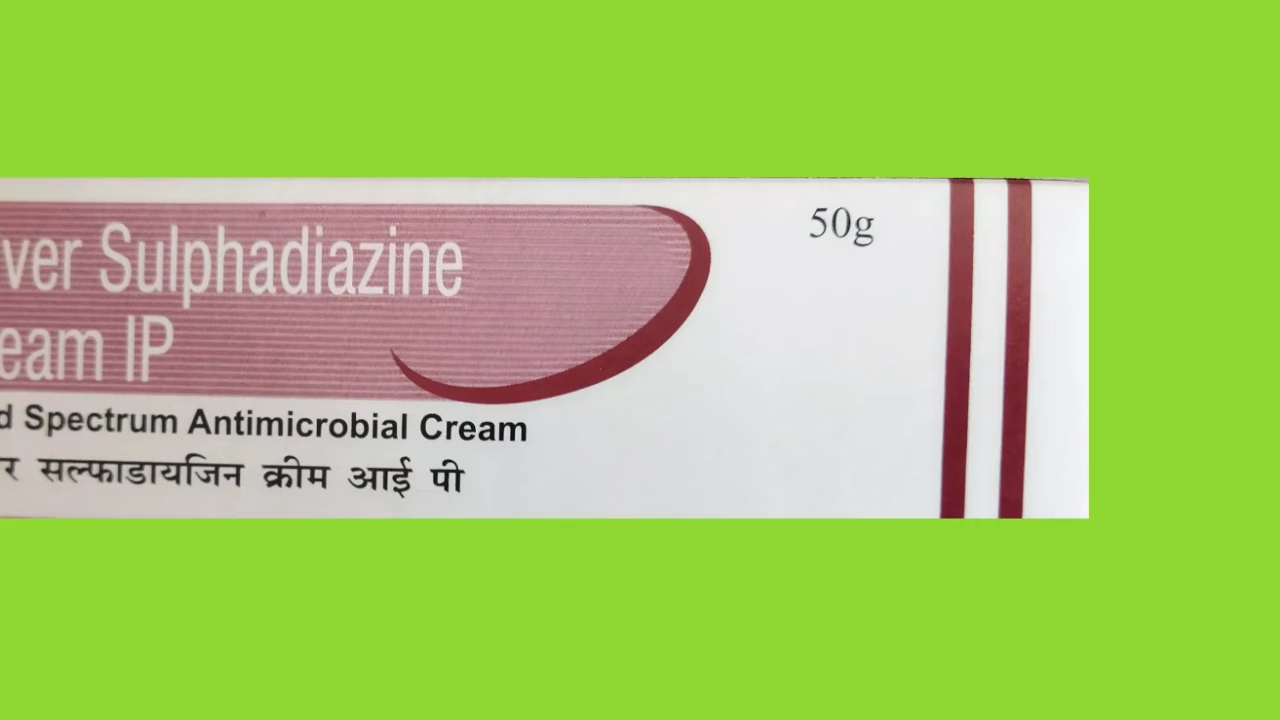 ver Sulphadiazine
eam IP
50g
d Spectrum Antimicrobial Cream
र सल्फाडायजिन क्रीम आई पी